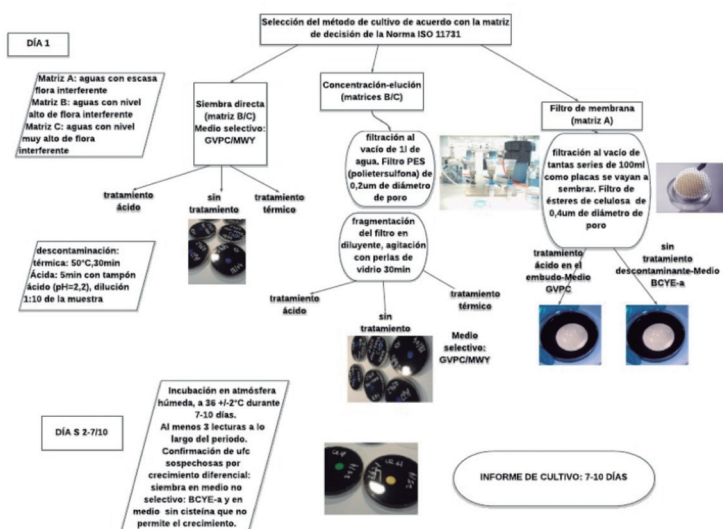 Selección del método de cultivo de acuerdo con la matriz
de decisión de la Norma ISO 11731
DÍA 1
Matriz A: aguas con escasa
flora interferente
Matriz B: aguas con nivel
alto de flora interferente
Matriz C: aguas con nivel
muy alto de flora
interferente
Siembra directa
(matriz B/C)
Medio selectivo:
GVPC/MWY
Concentración-elución
(matrices B/C)
Filtro de membrana
(matriz A)
filtración al
vacío de 1l de
agua. Filtro PES
(polietersulfona) de
0,2um de diámetro
de poro
filtración al vacío de
tantas series de 100ml
como placas se vayan a
sembrar. Filtro de
ésteres de celulosa de
0,4um de diámetro de
poro
tratamiento
ácido
sin
tratamiento
tratamiento
térmico
fragmentación
del filtro en
diluyente, agitación
con perlas de
vidrio 30min
descontaminación:
térmica: 50°C,30min
Ácida: 5min con tampón
ácido (pH=2,2), dilución
1:10 de la muestra
tratamiento
ácido
sin
tratamiento
tratamiento
térmico
Medio
selectivo:
GVPC/MWY
tratamiento
ácido en el
embudo-Medio
GVPC
sin
tratamiento
descontaminante-Medio
BCYE-a
DÍA S 2-7/10
Incubación en atmósfera
húmeda, a 36 +/-2°C durante
7-10 días.
Al menos 3 lecturas a lo
largo del periodo.
Confirmación de ufc
sospechosas por
crecimiento diferencial:
siembra en medio no
selectivo: BCYE-a y en
medio sin cisteína que no
permite el crecimiento.
INFORME DE CULTIVO: 7-10 DÍAS